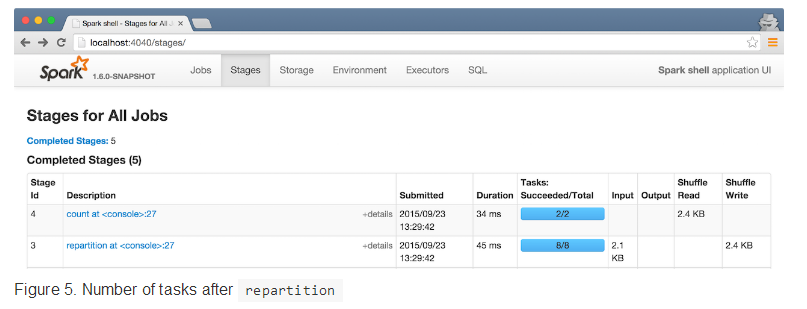 Spark shell - Stages for All J
localhost:4040/stages/
Spark 1.6.0-SNAPSHOT Jobs Stages Storage Environment Executors SQL Spark shell application UI
Stages for All Jobs
Completed Stages: 5
Completed Stages (5)
Stage Id Description Submitted Duration Tasks: Succeeded/Total Input Output Shuffle Read Shuffle Write
4 count at <console>:27 +details 2015/09/23 13:29:42 34 ms 2/2 2.4 KB
3 repartition at <console>:27 +details 2015/09/23 13:29:42 45 ms 8/8 2.1 KB 2.4 KB
Figure 5. Number of tasks after repartition